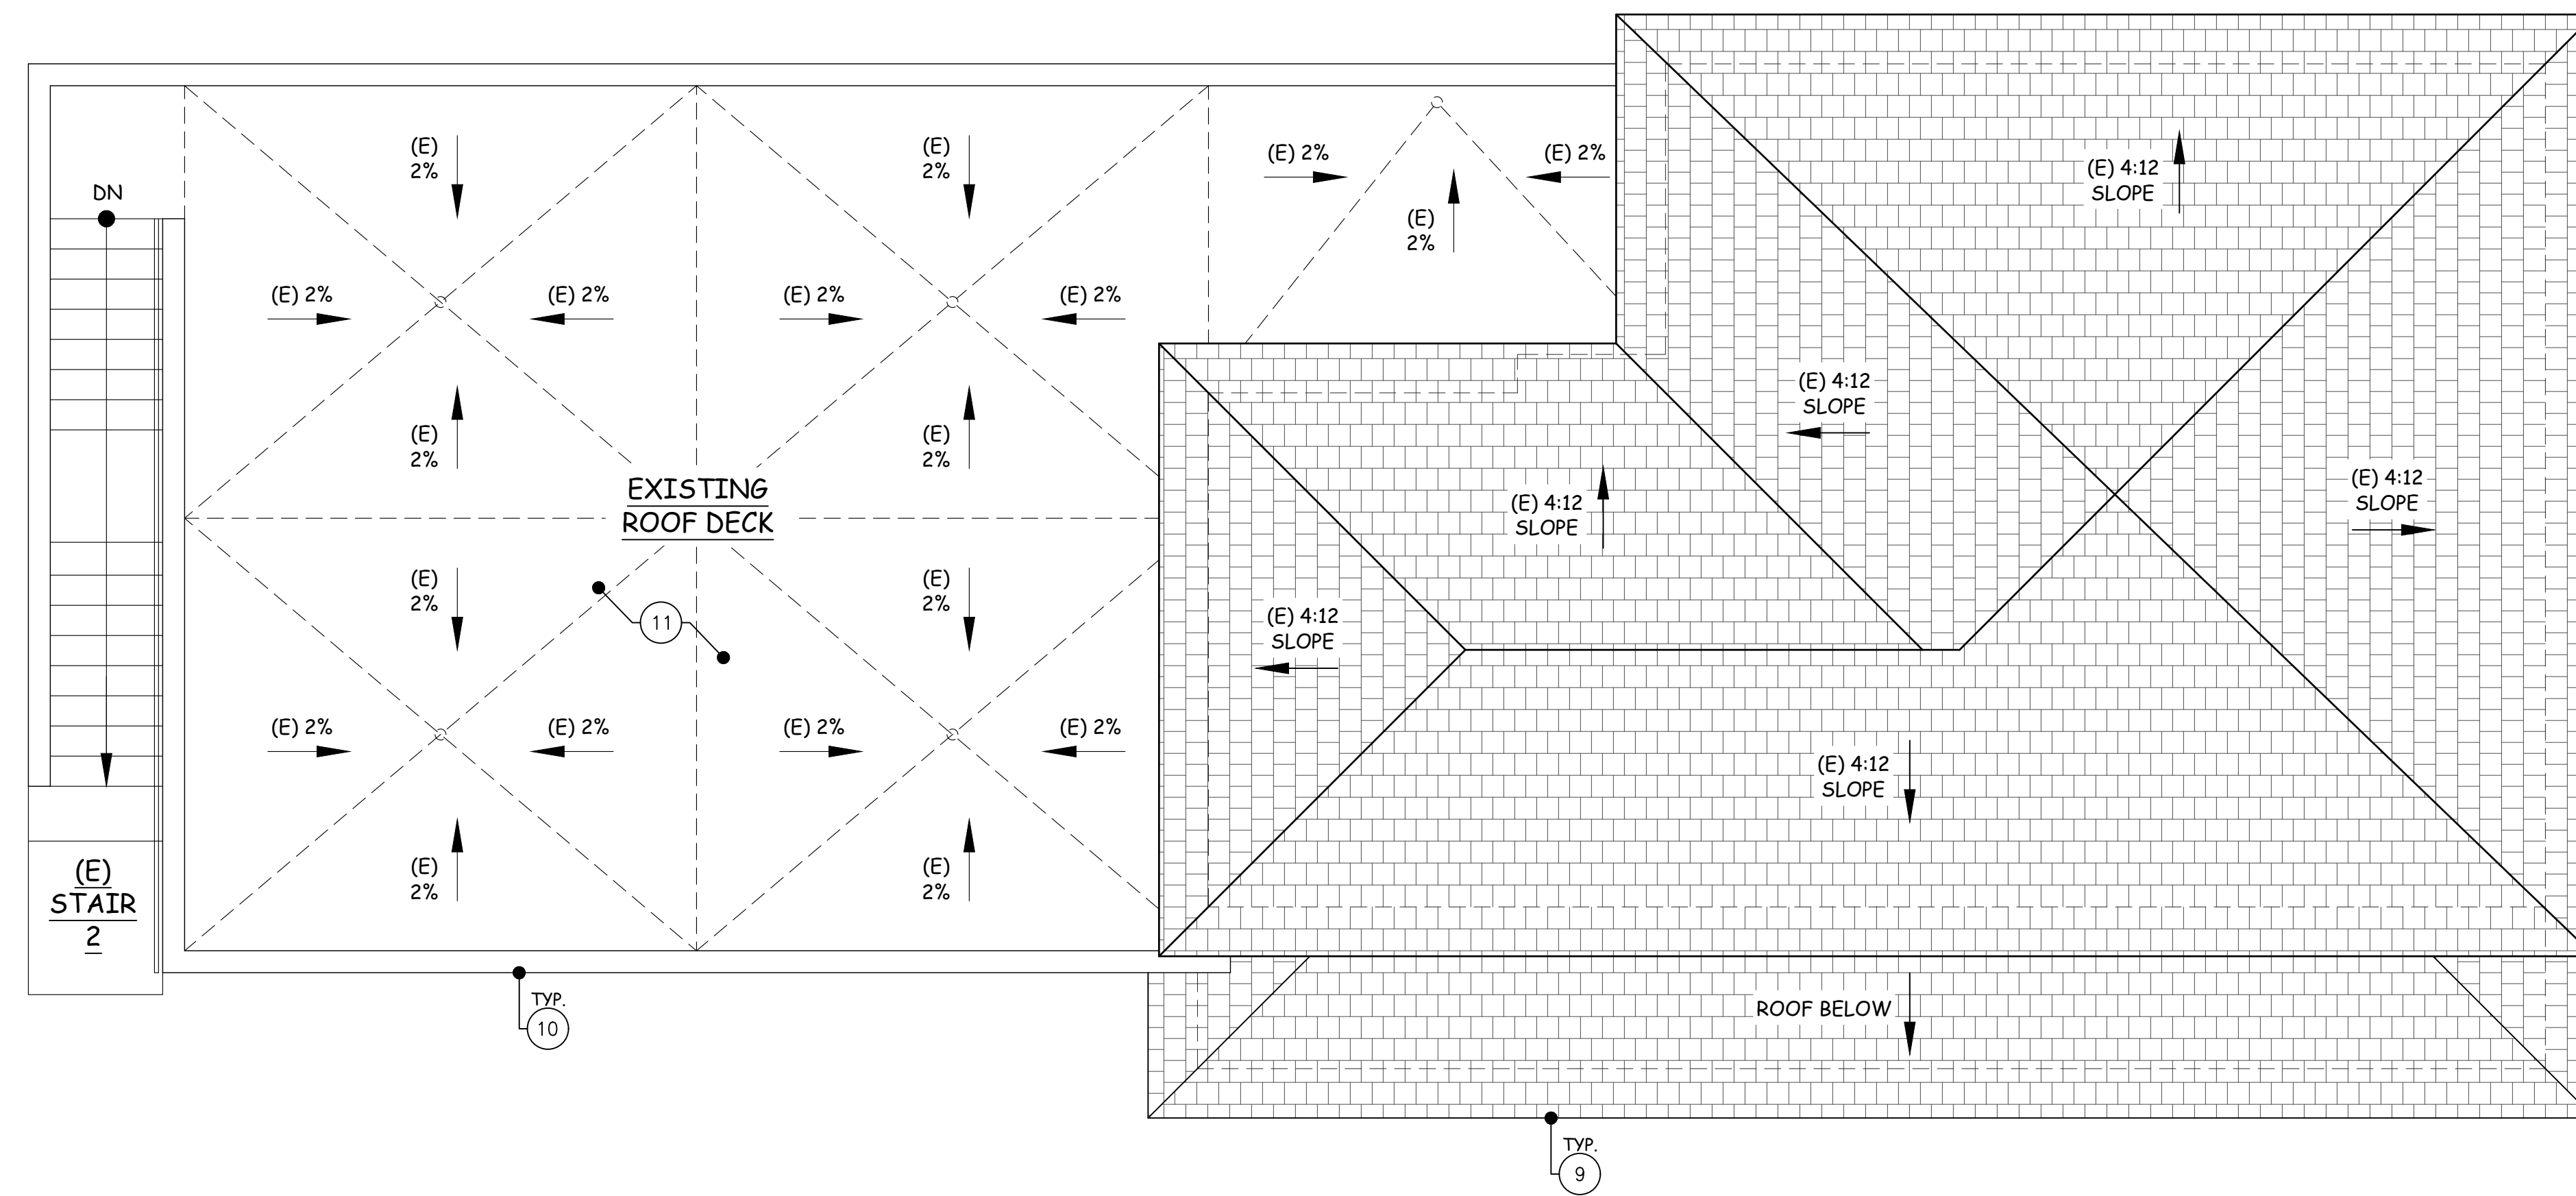 (E)
2%
(E)
2%
(E) 2%
(E) 2%
(E) 4:12
SLOPE
DN
(E)
2%
(E) 2%
(E) 2%
(E) 2%
(E) 2%
(E) 4:12
SLOPE
(E)
2%
(E)
2%
EXISTING
ROOF DECK
(E) 4:12
SLOPE
(E) 4:12
SLOPE
(E)
2%
(E)
2%
11
(E) 4:12
SLOPE
(E) 2%
(E) 2%
(E) 2%
(E) 2%
(E) 4:12
SLOPE
(E)
2%
(E)
2%
(E)
STAIR
2
TYP.
10
ROOF BELOW
TYP.
9